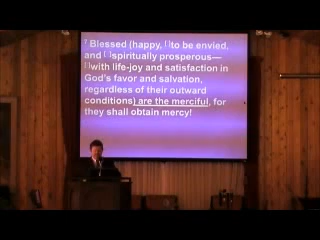 7 Blessed (happy, [ ]to be envied,
and [ ]spiritually prosperous—
[ ]with life-joy and satisfaction in
God's favor and salvation,
regardless of their outward
conditions) are the merciful, for
they shall obtain mercy!